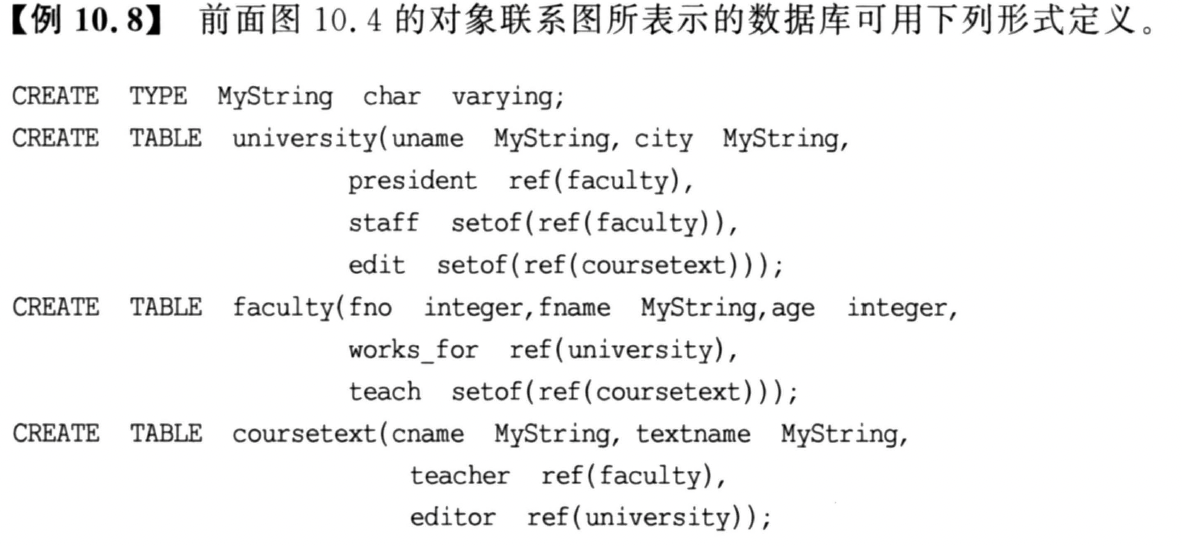 【例 10.8】 前面图 10.4 的对象联系图所表示的数据库可用下列形式定义。
CREATE TYPE MyString char varying;
CREATE TABLE university(uname MyString, city MyString,
president ref(faculty),
staff setof(ref(faculty)),
edit setof(ref(coursetext)));
CREATE TABLE faculty(fno integer,fname MyString,age integer,
works_for ref(university),
teach setof(ref(coursetext)));
CREATE TABLE coursetext(cname MyString, textname MyString,
teacher ref(faculty),
editor ref(university));